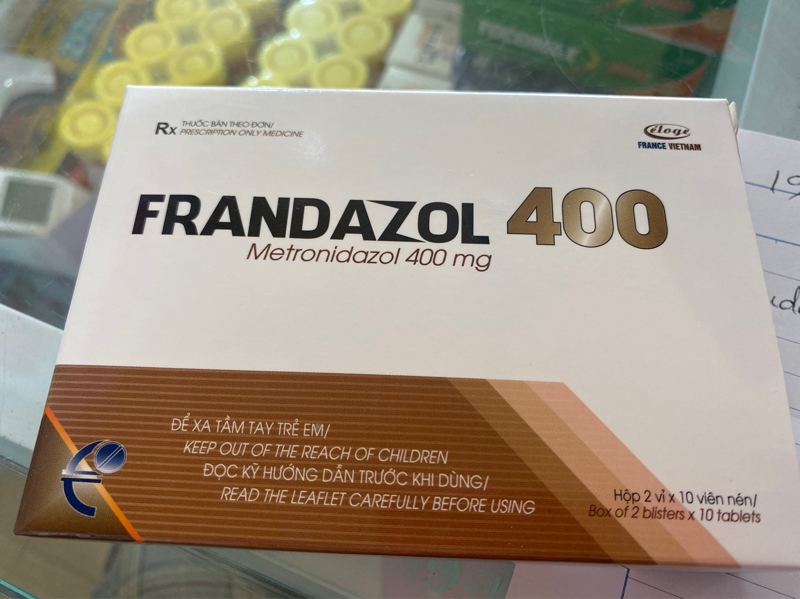 Rx THUỐC BÁN THEO ĐƠN/
PRESCRIPTION ONLY MEDICINE
éloge
FRANCE VIETNAM
FRANDAZOL 400
Metronidazol 400 mg
ĐỂ XA TẦM TAY TRẺ EM/
KEEP OUT OF THE REACH OF CHILDREN
ĐỌC KỸ HƯỚNG DẪN TRƯỚC KHI DÙNG/
READ THE LEAFLET CAREFULLY BEFORE USING
Hộp 2 vỉ x 10 viên nén/
Box of 2 blisters x 10 tablets